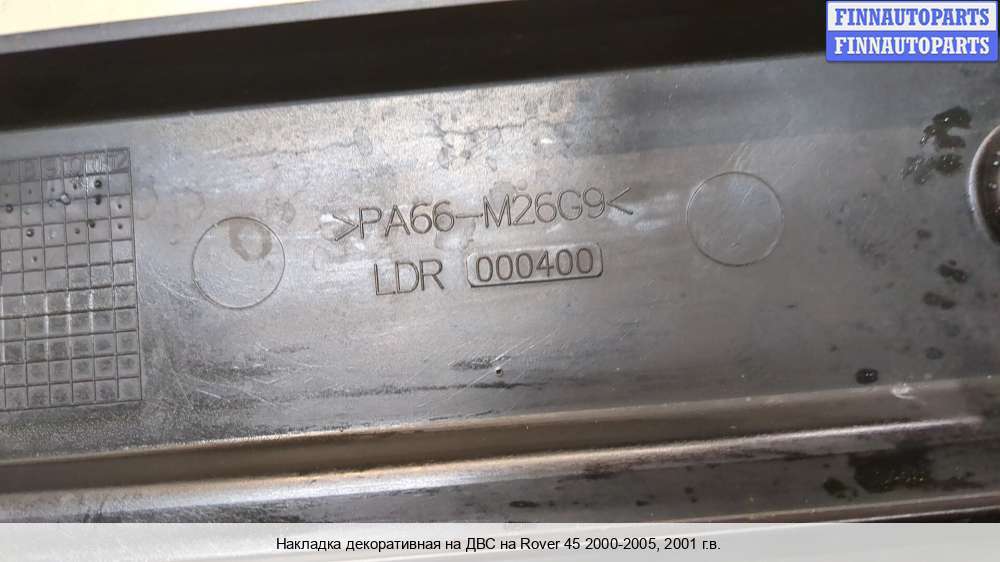 FINNAUTOPARTS
FINNAUTOPARTS
>PA66-M26G9<
LDR 000400
Накладка декоративная на ДВС на Rover 45 2000-2005, 2001 г.в.